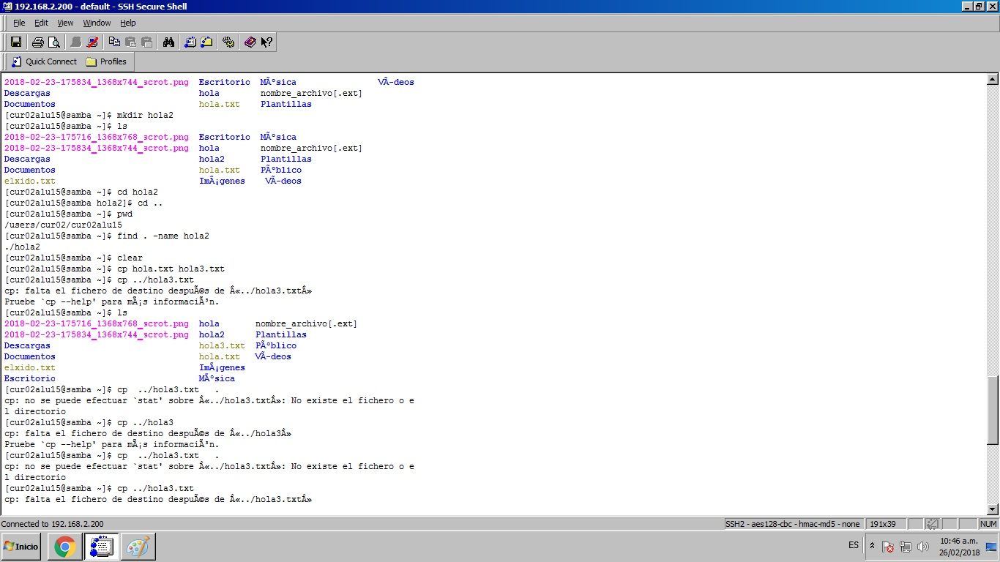 192.168.2.200 - default - SSH Secure Shell
File Edit View Window Help
Quick Connect Profiles
2018-02-23-175834_1368x744_scrot.png Escritorio MÃºsica VÃ-deos
Descargas hola nombre_archivo[.ext]
Documentos hola.txt Plantillas
[cur02alu15@samba ~]$ mkdir hola2
[cur02alu15@samba ~]$ ls
2018-02-23-175716_1368x768_scrot.png Escritorio MÃºsica
2018-02-23-175834_1368x744_scrot.png hola nombre_archivo[.ext]
Descargas hola2 Plantillas
Documentos hola.txt PÃºblico
elxido.txt ImÃ¡genes VÃ-deos
[cur02alu15@samba ~]$ cd hola2
[cur02alu15@samba hola2]$ cd ..
[cur02alu15@samba ~]$ pwd
/users/cur02/cur02alu15
[cur02alu15@samba ~]$ find . -name hola2
./hola2
[cur02alu15@samba ~]$ clear
[cur02alu15@samba ~]$ cp hola.txt hola3.txt
[cur02alu15@samba ~]$ cp ../hola3.txt
cp: falta el fichero de destino despuÃ©s de Â«../hola3.txtÂ»
Pruebe `cp --help' para mÃ¡s informaciÃ³n.
[cur02alu15@samba ~]$ ls
2018-02-23-175716_1368x768_scrot.png hola nombre_archivo[.ext]
2018-02-23-175834_1368x744_scrot.png hola2 Plantillas
Descargas hola3.txt PÃºblico
Documentos hola.txt VÃ-deos
elxido.txt ImÃ¡genes
Escritorio MÃºsica
[cur02alu15@samba ~]$ cp  ../hola3.txt   .
cp: no se puede efectuar `stat' sobre Â«../hola3.txtÂ»: No existe el fichero o e
l directorio
[cur02alu15@samba ~]$ cp ../hola3
cp: falta el fichero de destino despuÃ©s de Â«../hola3Â»
Pruebe `cp --help' para mÃ¡s informaciÃ³n.
[cur02alu15@samba ~]$ cp  ../hola3.txt   .
cp: no se puede efectuar `stat' sobre Â«../hola3.txtÂ»: No existe el fichero o e
l directorio
[cur02alu15@samba ~]$ cp ../hola3.txt
cp: falta el fichero de destino despuÃ©s de Â«../hola3.txtÂ»
Connected to 192.168.2.200 SSH2 - aes128-cbc - hmac-md5 - none 191x39 NUM
Inicio ES 10:46 a.m.
26/02/2018